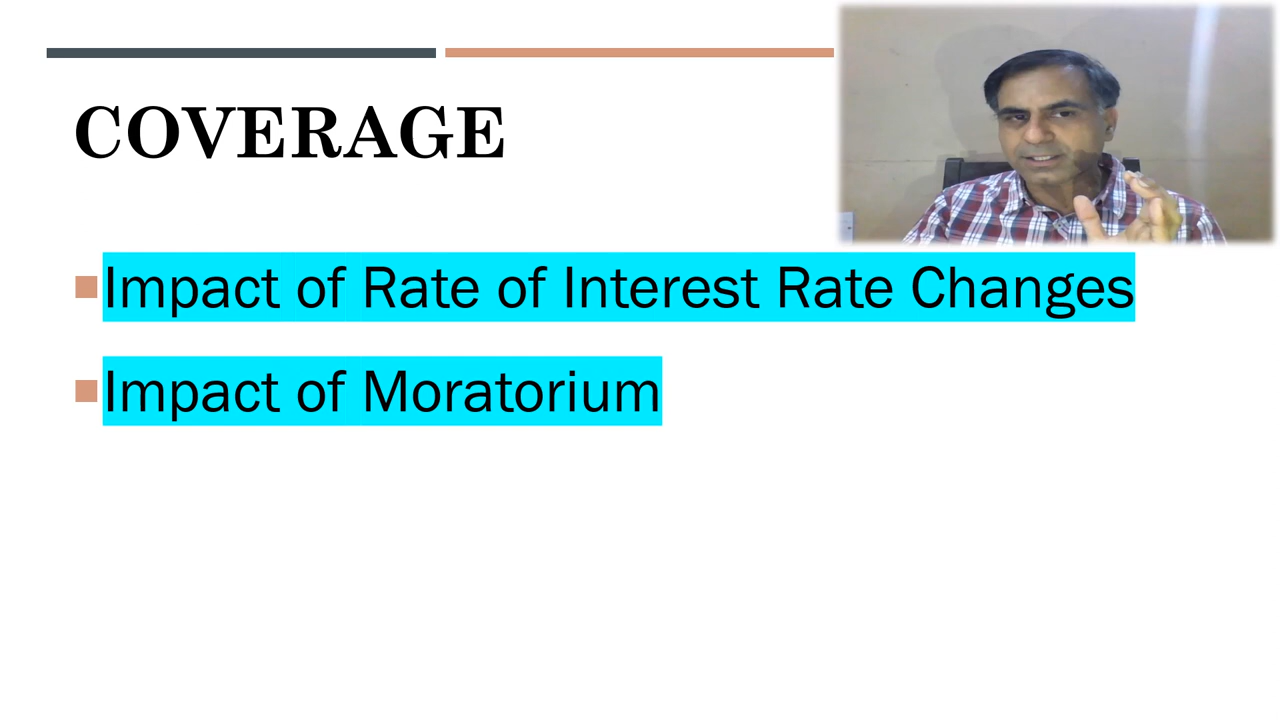 COVERAGE
Impact of Rate of Interest Rate Changes
Impact of Moratorium